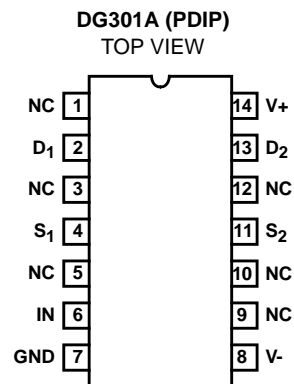 DG301A (PDIP)
TOP VIEW
NC 1 14 V+
D1 2 13 D2
NC 3 12 NC
S1 4 11 S2
NC 5 10 NC
IN 6 9 NC
GND 7 8 V-